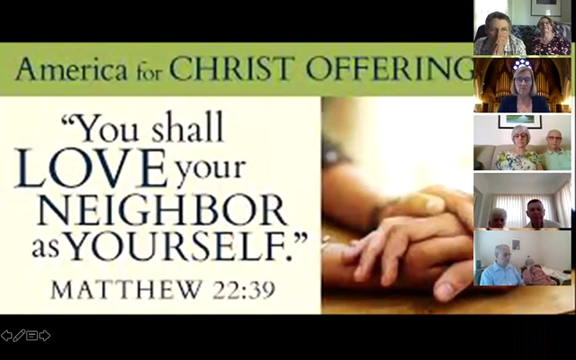 America for CHRIST OFFERING
“You shall
LOVE your
NEIGHBOR
as YOURSELF.”
MATTHEW 22:39